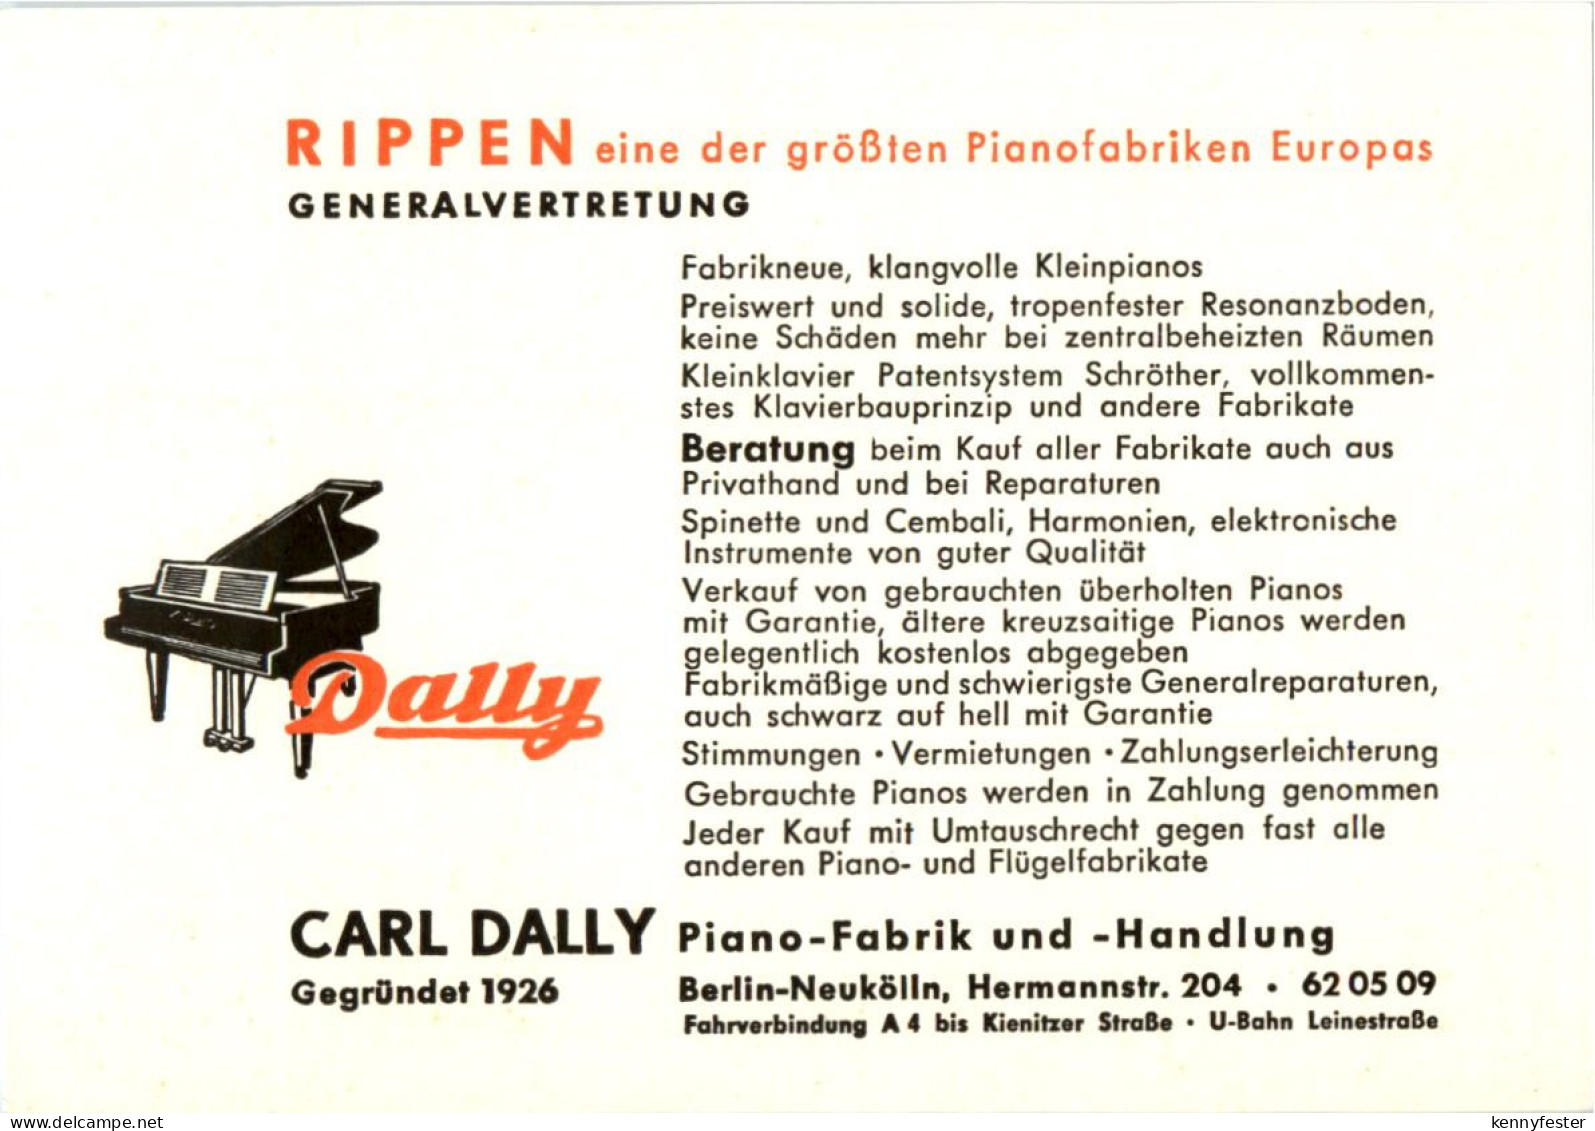 RIPPEN eine der größten Pianofabriken Europas
GENERALVERTRETUNG
Fabrikneue, klangvolle Kleinpianos
Preiswert und solide, tropenfester Resonanzboden,
keine Schäden mehr bei zentralbeheizten Räumen
Kleinklavier Patentsystem Schröther, vollkommen-
stes Klavierbauprinzip und andere Fabrikate
Beratung beim Kauf aller Fabrikate auch aus
Privathand und bei Reparaturen
Spinette und Cembali, Harmonien, elektronische
Instrumente von guter Qualität
Verkauf von gebrauchten überholten Pianos
mit Garantie, ältere kreuzsaitige Pianos werden
gelegentlich kostenlos abgegeben
Fabrikmäßige und schwierigste Generalreparaturen,
auch schwarz auf hell mit Garantie
Stimmungen · Vermietungen · Zahlungserleichterung
Gebrauchte Pianos werden in Zahlung genommen
Jeder Kauf mit Umtauschrecht gegen fast alle
anderen Piano- und Flügelfabrikate
Dally
CARL DALLY Piano-Fabrik und -Handlung
Gegründet 1926
Berlin-Neukölln, Hermannstr. 204 · 62 05 09
Fahrverbindung A 4 bis Kienitzer Straße · U-Bahn Leinestraße
Delcampe.net
kennyfester